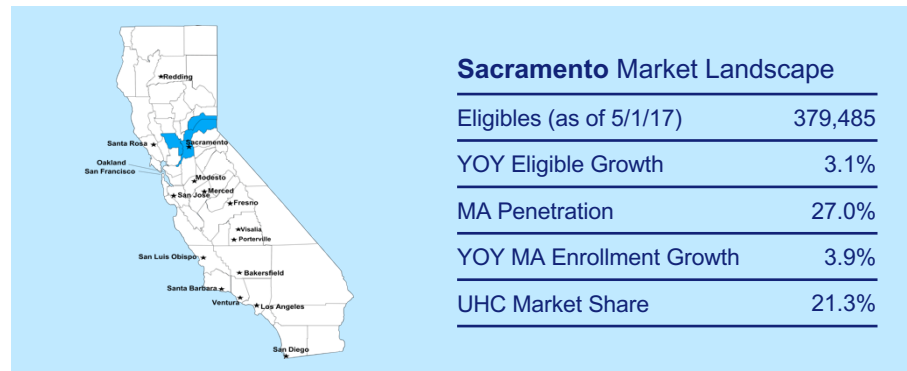 Redding
Santa Rosa
Sacramento
Oakland
San Francisco
Modesto
Merced
San Jose
Fresno
Visalia
Porterville
San Luis Obispo
Bakersfield
Santa Barbara
Ventura
Los Angeles
San Diego
Sacramento Market Landscape
Eligibles (as of 5/1/17) 379,485
YOY Eligible Growth 3.1%
MA Penetration 27.0%
YOY MA Enrollment Growth 3.9%
UHC Market Share 21.3%